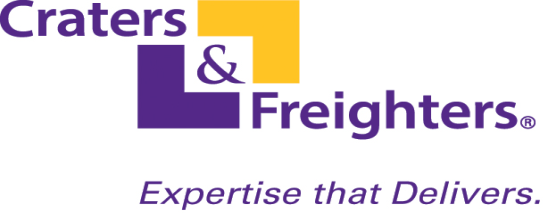 Craters
&
Freighters®
Expertise that Delivers.